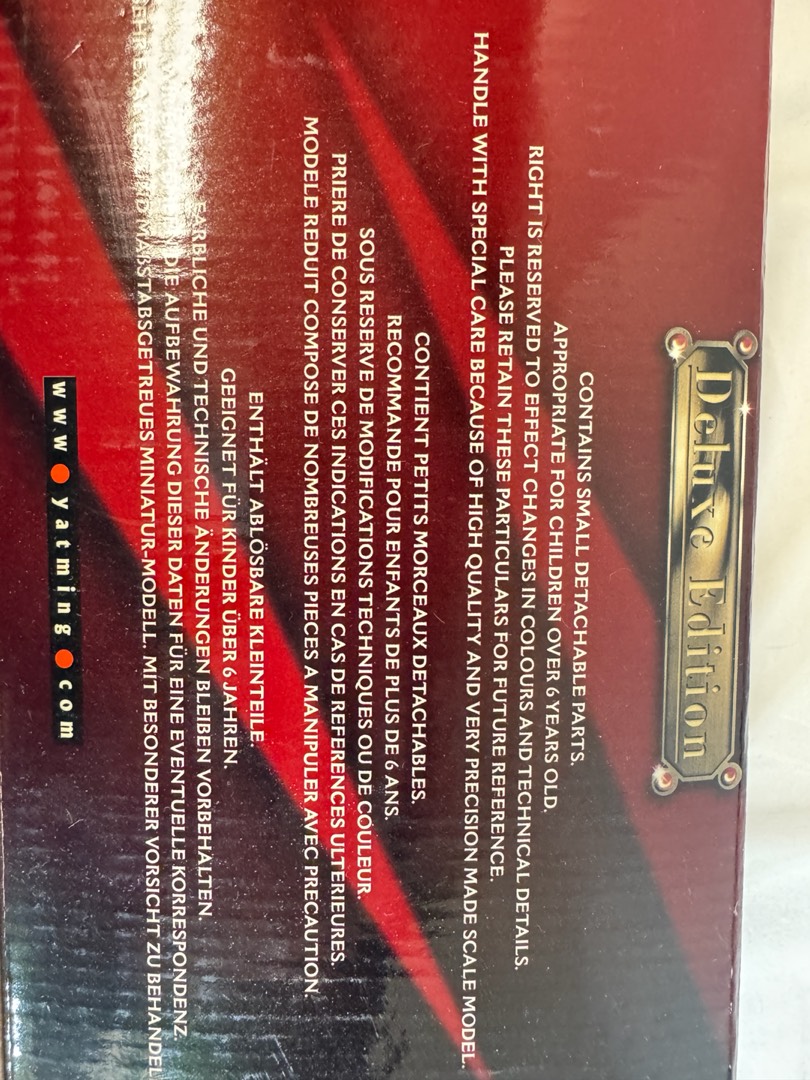 Deluxe Edition
CONTAINS SMALL DETACHABLE PARTS.
APPROPRIATE FOR CHILDREN OVER 6 YEARS OLD.
RIGHT IS RESERVED TO EFFECT CHANGES IN COLOURS AND TECHNICAL DETAILS.
PLEASE RETAIN THESE PARTICULARS FOR FUTURE REFERENCE.
HANDLE WITH SPECIAL CARE BECAUSE OF HIGH QUALITY AND VERY PRECISION MADE SCALE MODEL.
CONTIENT PETITS MORCEAUX DETACHABLES.
RECOMMANDE POUR ENFANTS DE PLUS DE 6 ANS.
SOUS RESERVE DE MODIFICATIONS TECHNIQUES OU DE COULEUR.
PRIERE DE CONSERVER CES INDICATIONS EN CAS DE REFERENCES ULTERIEURES.
MODELE REDUIT COMPOSE DE NOMBREUSES PIECES A MANIPULER AVEC PRECAUTION.
ENTHÄLT ABLÖSBARE KLEINTEILE.
GEEIGNET FÜR KINDER ÜBER 6 JAHREN.
FARBLICHE UND TECHNISCHE ÄNDERUNGEN BLEIBEN VORBEHALTEN.
DIE AUFBEWAHRUNG DIESER DATEN FÜR EINE EVENTUELLE KORRESPONDENZ.
MAßSTABSGETREUES MINIATUR-MODELL. MIT BESONDERER VORSICHT ZU BEHANDEL
www.yatming.com